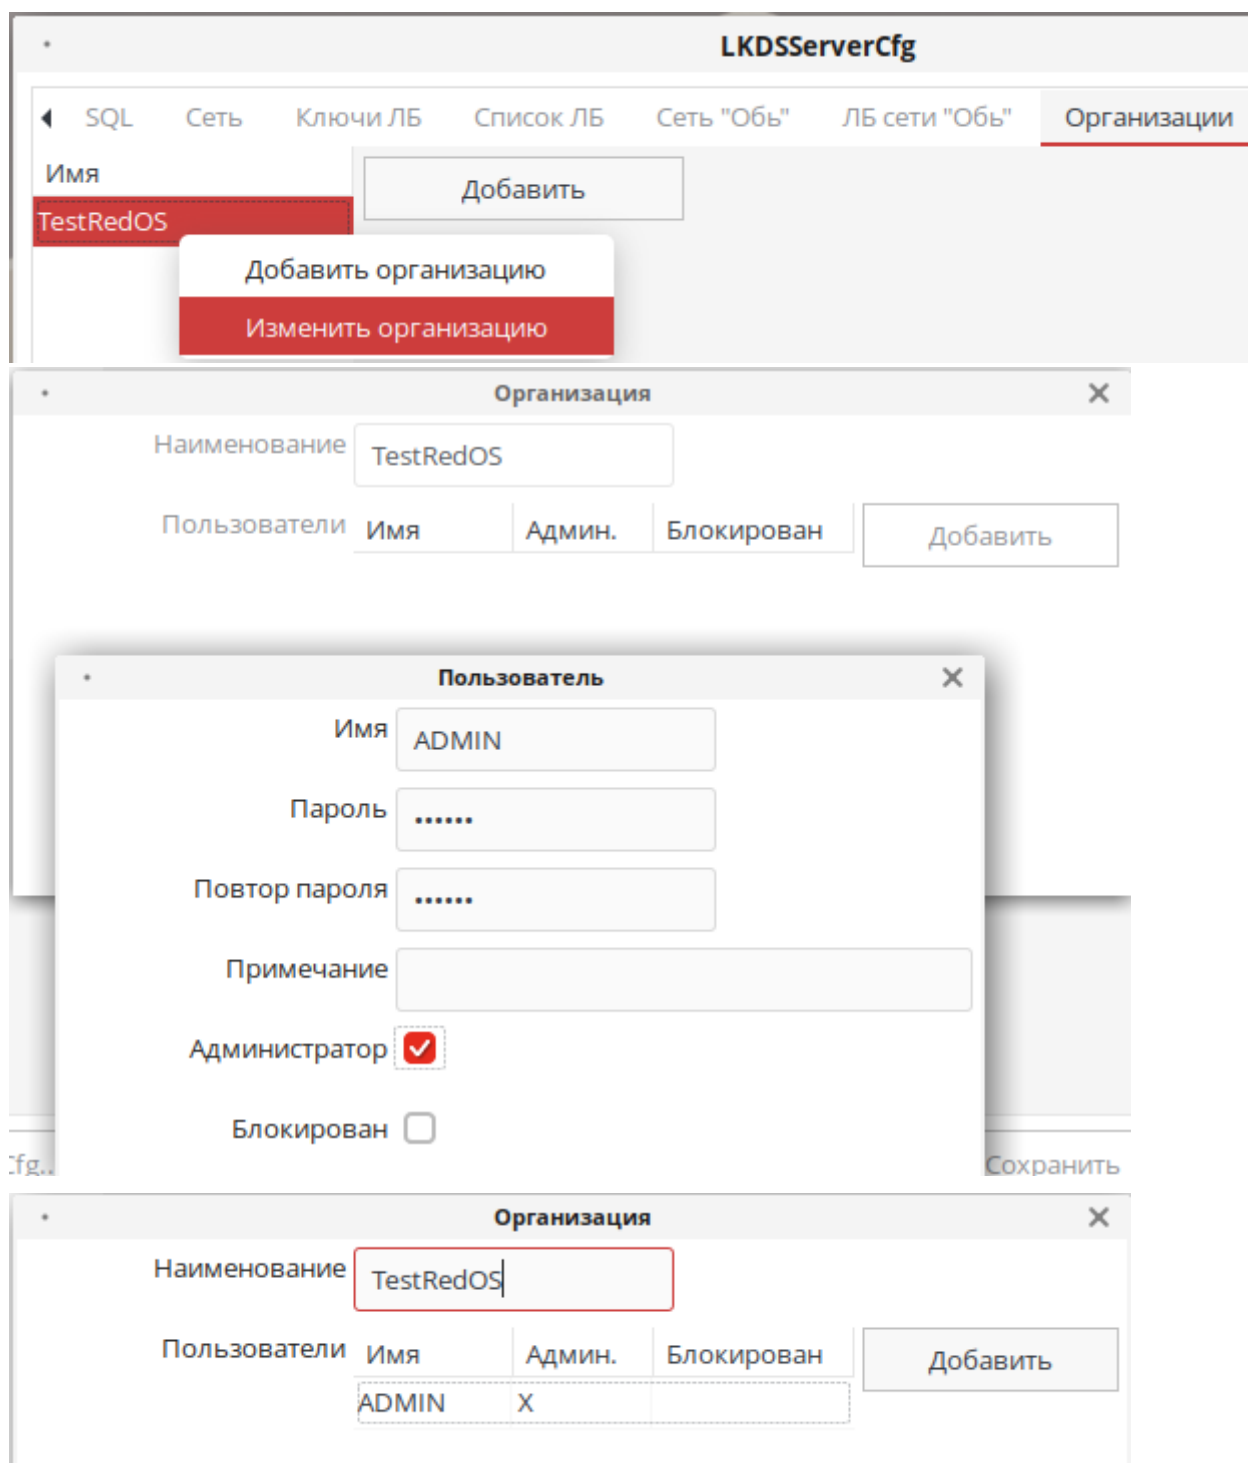 LKDSServerCfg
SQL Сеть Ключи ЛБ Список ЛБ Сеть "Обь" ЛБ сети "Обь" Организации
Имя
Добавить
TestRedOS
Добавить организацию
Изменить организацию
Организация
Наименование TestRedOS
Пользователи Имя Админ. Блокирован Добавить
Пользователь
Имя ADMIN
Пароль ••••••
Повтор пароля ••••••
Примечание
Администратор
Блокирован
Cfg.. Сохранить
Организация
Наименование TestRedOS
Пользователи Имя Админ. Блокирован Добавить
ADMIN X